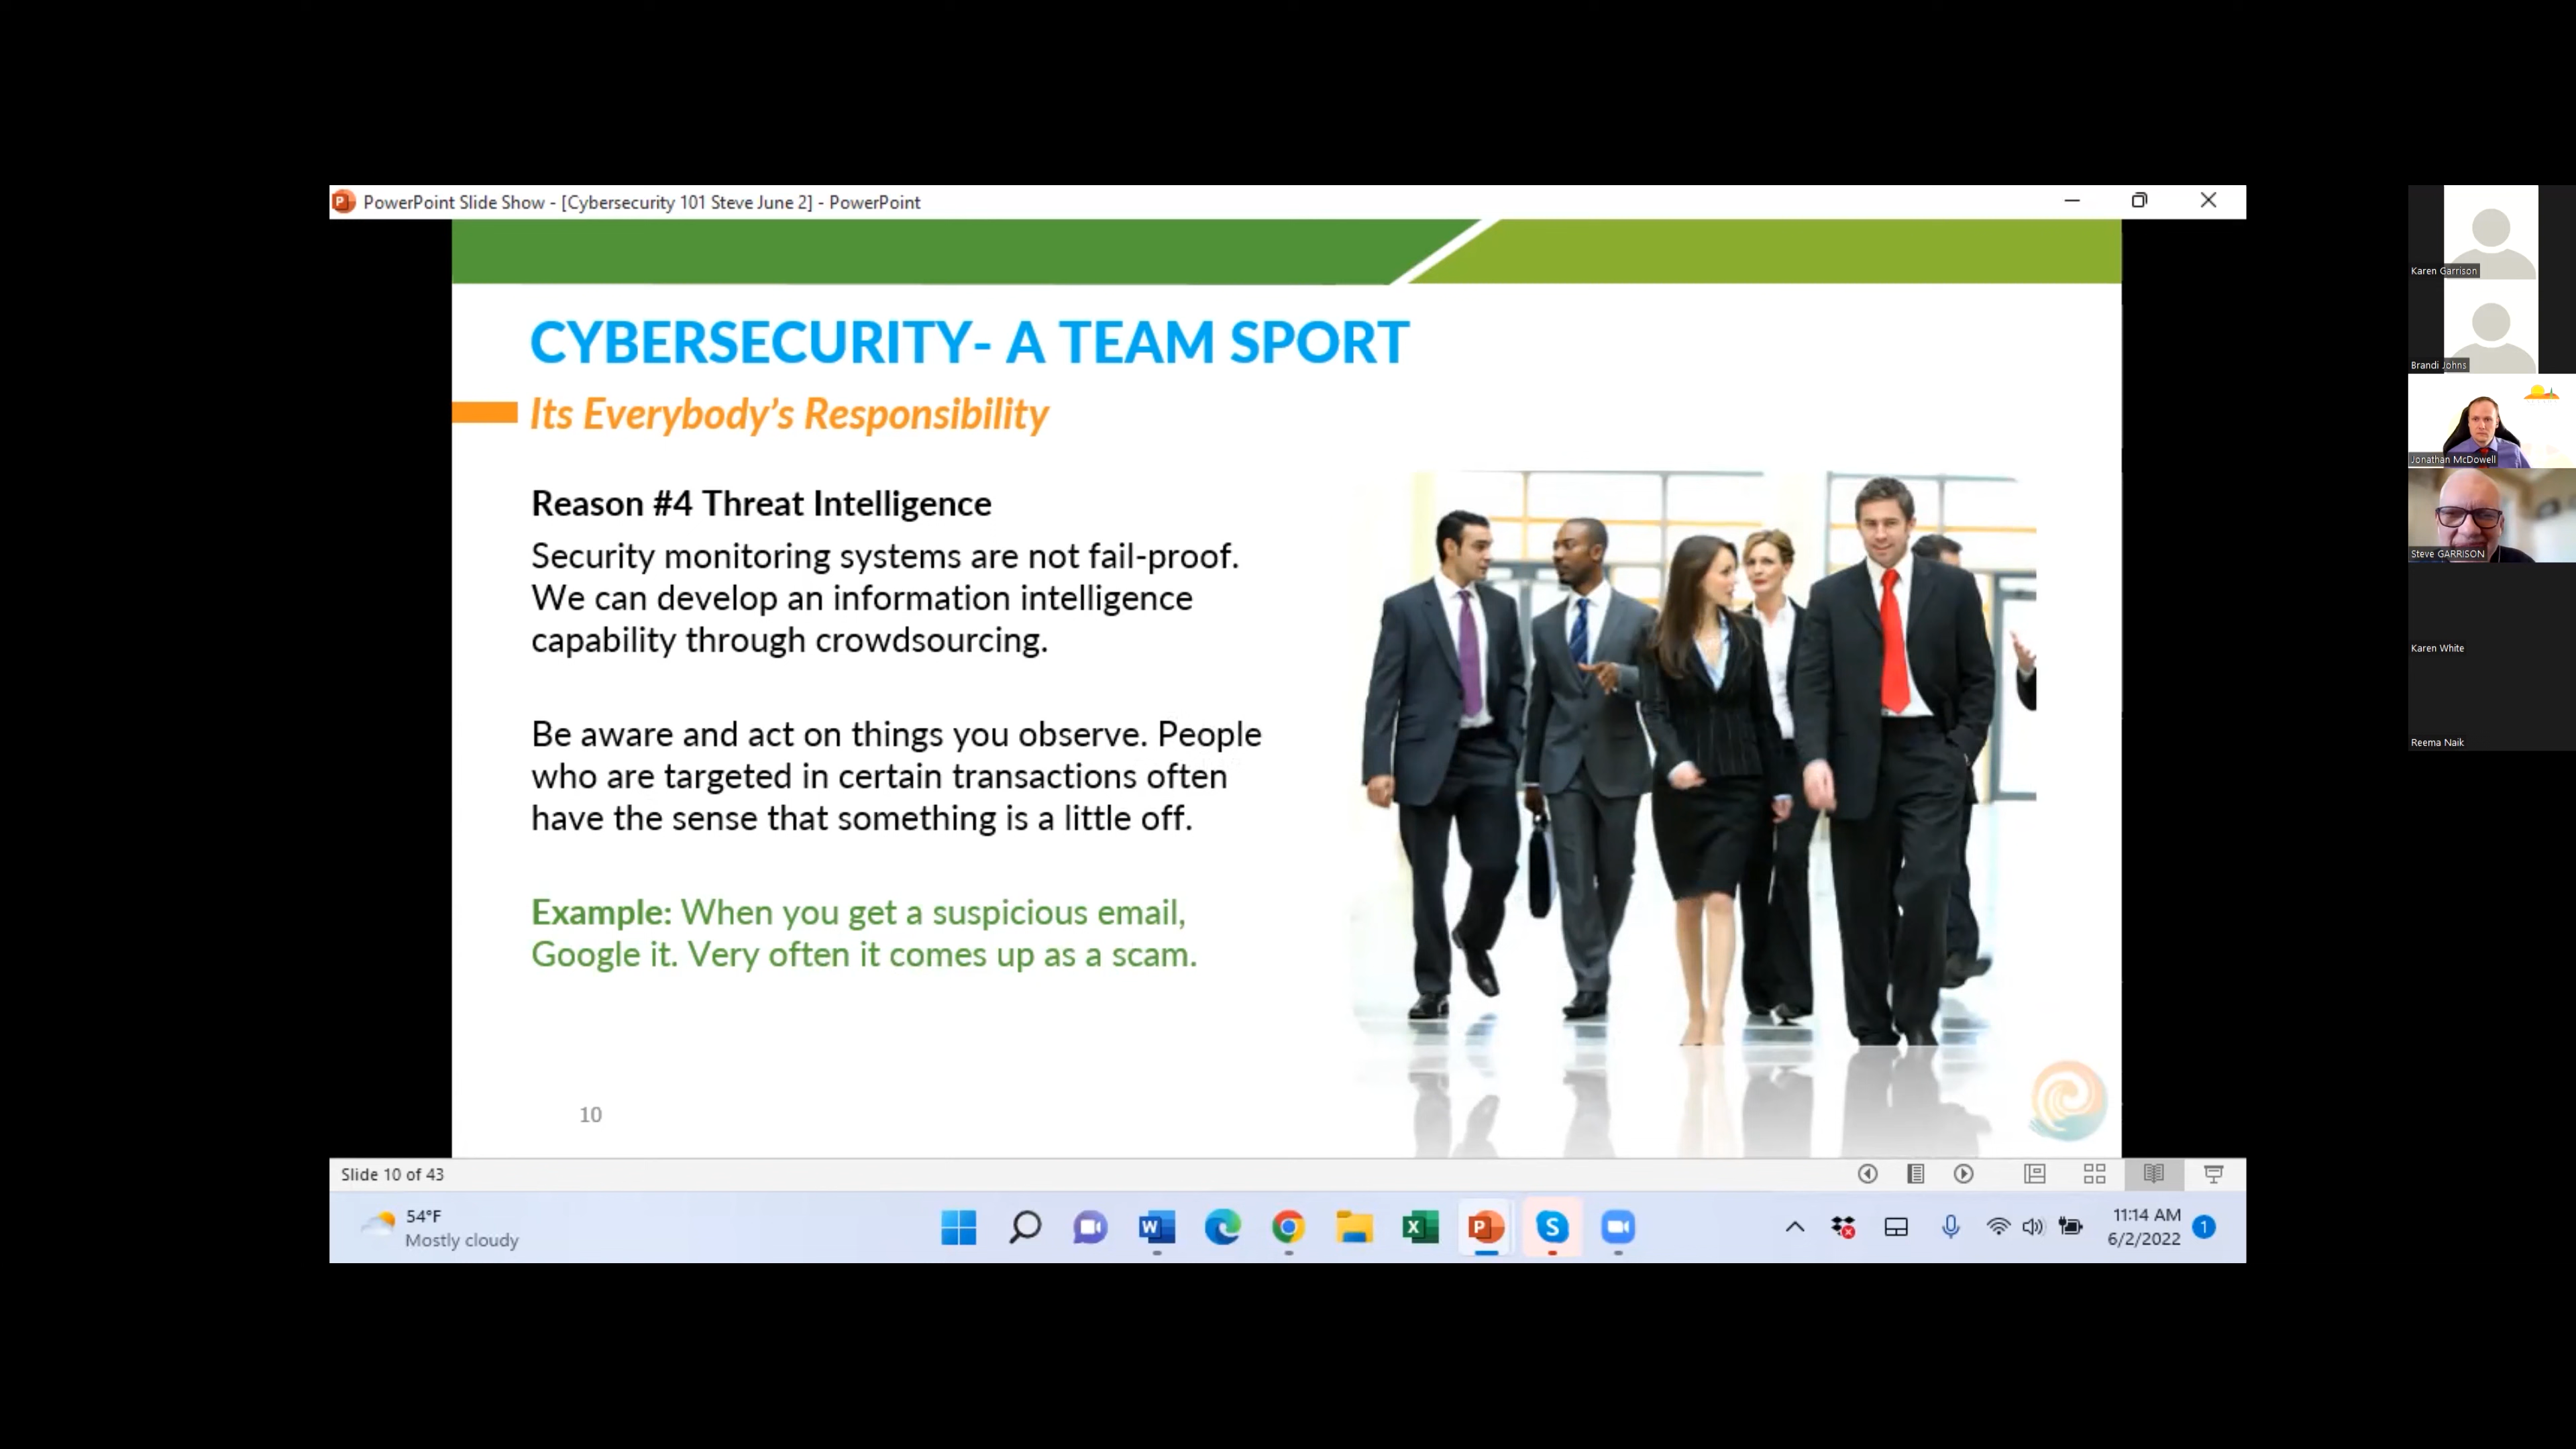 PowerPoint Slide Show - [Cybersecurity 101 Steve June 2] - PowerPoint
CYBERSECURITY- A TEAM SPORT
Its Everybody's Responsibility
Reason #4 Threat Intelligence
Security monitoring systems are not fail-proof.
We can develop an information intelligence
capability through crowdsourcing.
Be aware and act on things you observe. People
who are targeted in certain transactions often
have the sense that something is a little off.
Example: When you get a suspicious email,
Google it. Very often it comes up as a scam.
10
Slide 10 of 43
54°F
Mostly cloudy
11:14 AM
6/2/2022
1
Karen Garrison
Brandi Johns
Jonathan McDowell
Steve GARRISON
Karen White
Reema Naik